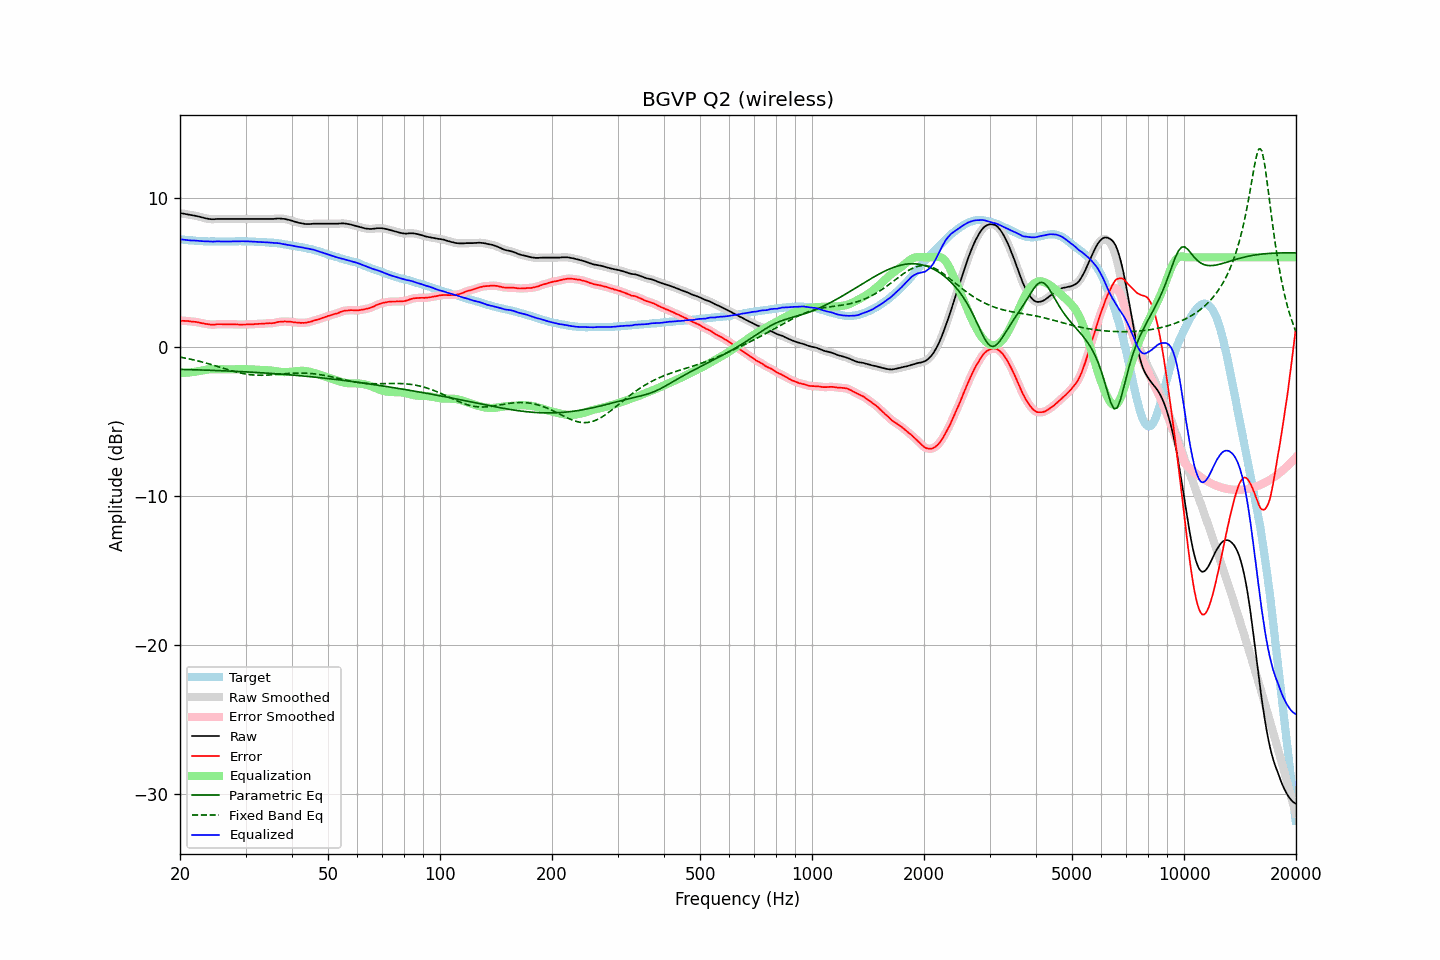 BGVP Q2 (wireless)
Amplitude (dBr)
10
0
−10
−20
−30
Target
Raw Smoothed
Error Smoothed
Raw
Error
Equalization
Parametric Eq
Fixed Band Eq
Equalized
20 50 100 200 500 1000 2000 5000 10000 20000
Frequency (Hz)